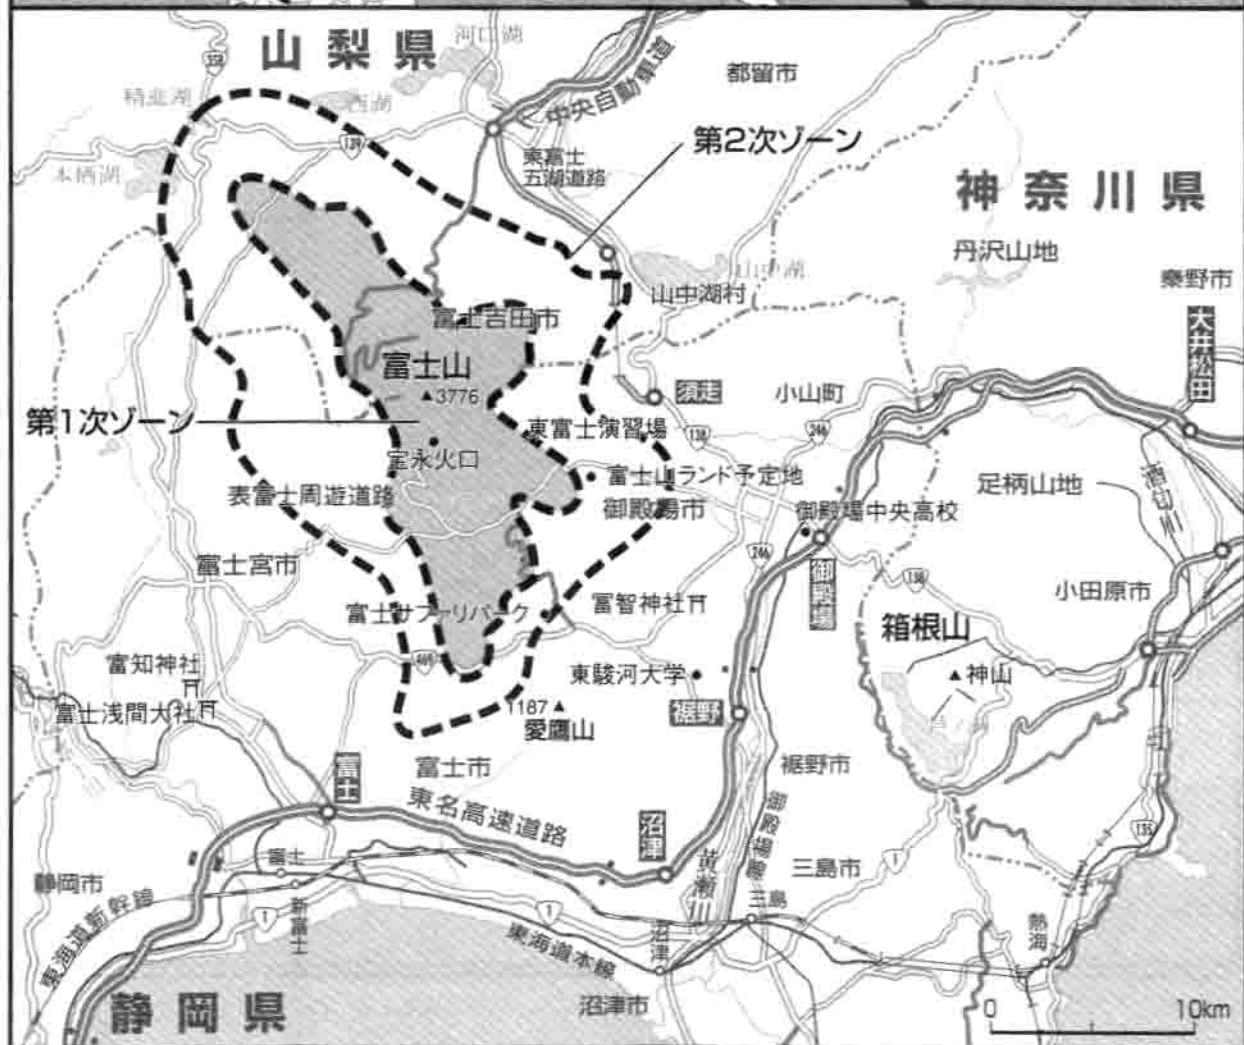 山梨県
河口湖
358
精進湖
西湖
中央自動車道
都留市
139
第2次ゾーン
本栖湖
東富士
五湖道路
神奈川県
丹沢山地
山中湖
山中湖村
秦野市
大井松田
富士吉田市
富士山
▲3776
須走
小山町
第1次ゾーン
東富士演習場
138
246
宝永火口
富士山ランド予定地
足柄山地
酒匂川
表富士周遊道路
御殿場市
御殿場中央高校
富士宮市
246
御殿場
138
小田原市
富士サファリパーク
冨智神社
箱根山
富知神社
469
東駿河大学
▲神山
富士浅間大社
1187▲
愛鷹山
裾野
富士市
裾野市
富士
東名高速道路
沼津
御殿場線
135
黄瀬川
三島市
1
静岡市
富士
三島
東海道新幹線
1
新富士
1
東海道本線
沼津
熱海
静岡県
沼津市
0
10km